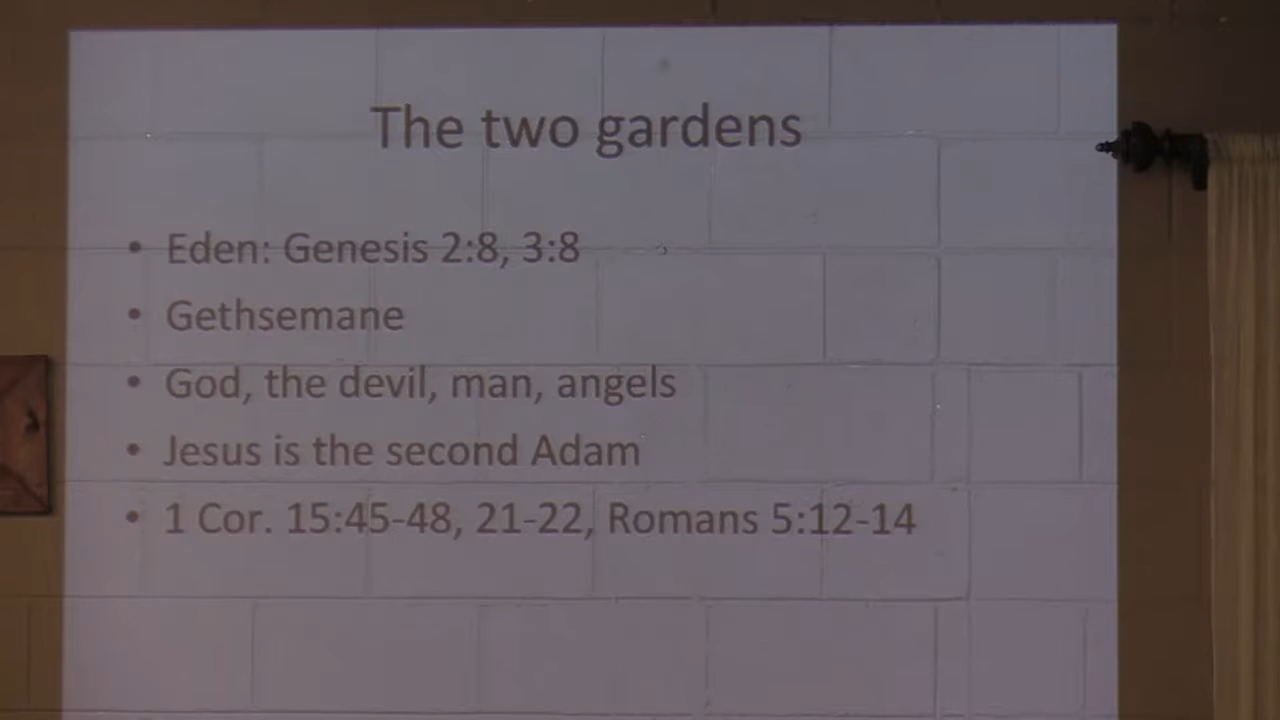 The two gardens
• Eden: Genesis 2:8, 3:8
• Gethsemane
• God, the devil, man, angels
• Jesus is the second Adam
• 1 Cor. 15:45-48, 21-22, Romans 5:12-14